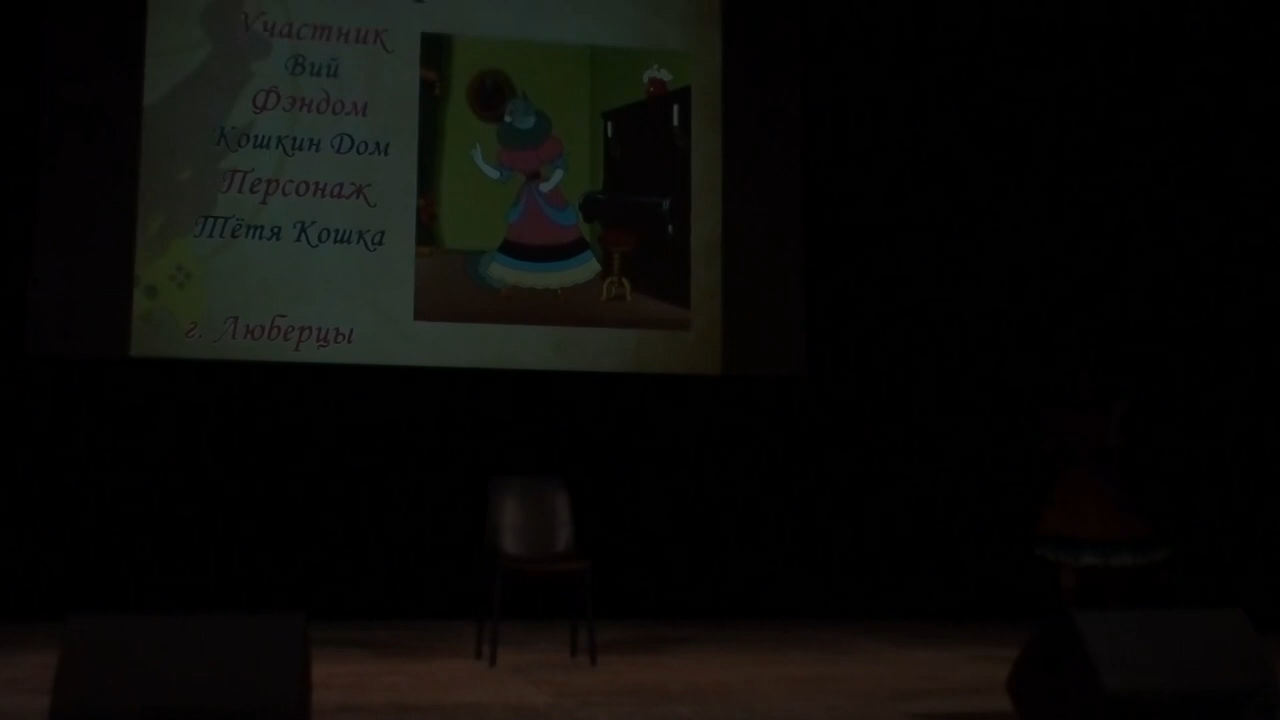 Участник
Вий
Фэндом
Кошкин Дом
Персонаж
Тётя Кошка
г. Люберцы